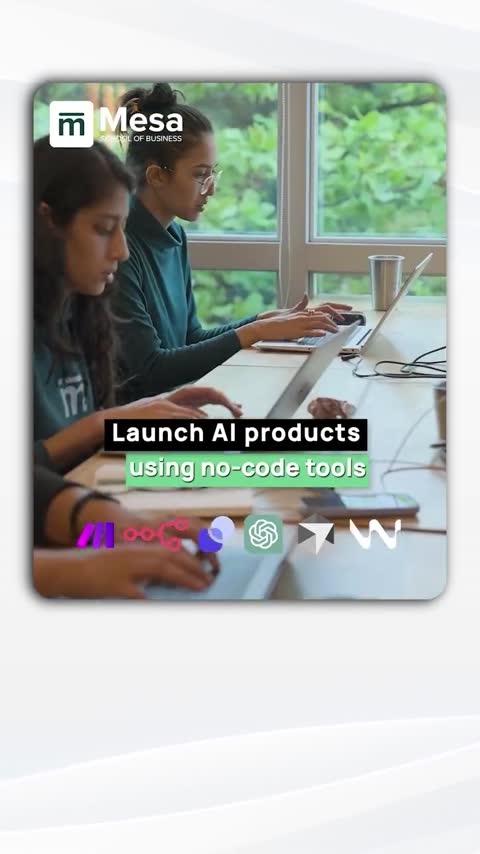 m Mesa
SCHOOL OF BUSINESS
Launch AI products
using no-code tools